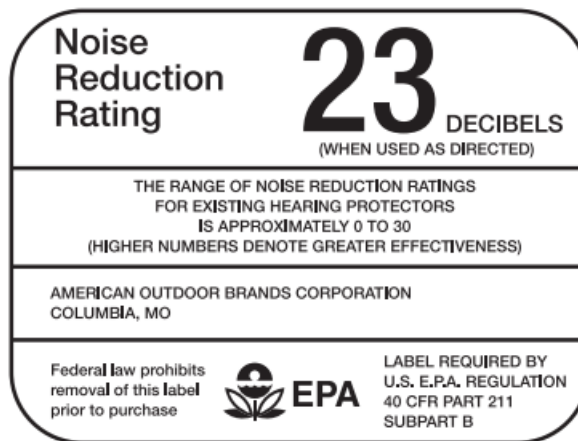 Noise
Reduction
Rating
23 DECIBELS
(WHEN USED AS DIRECTED)
THE RANGE OF NOISE REDUCTION RATINGS
FOR EXISTING HEARING PROTECTORS
IS APPROXIMATELY 0 TO 30
(HIGHER NUMBERS DENOTE GREATER EFFECTIVENESS)
AMERICAN OUTDOOR BRANDS CORPORATION
COLUMBIA, MO
Federal law prohibits
removal of this label
prior to purchase
EPA
LABEL REQUIRED BY
U.S. E.P.A. REGULATION
40 CFR PART 211
SUBPART B